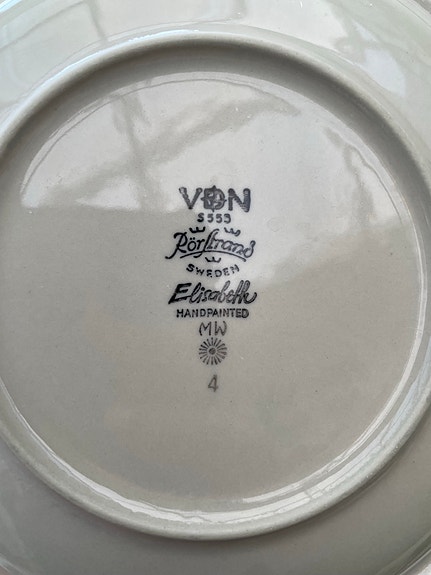 VDN
S553
Rörstrand
SWEDEN
Elisabeth
HANDPAINTED
MW
4